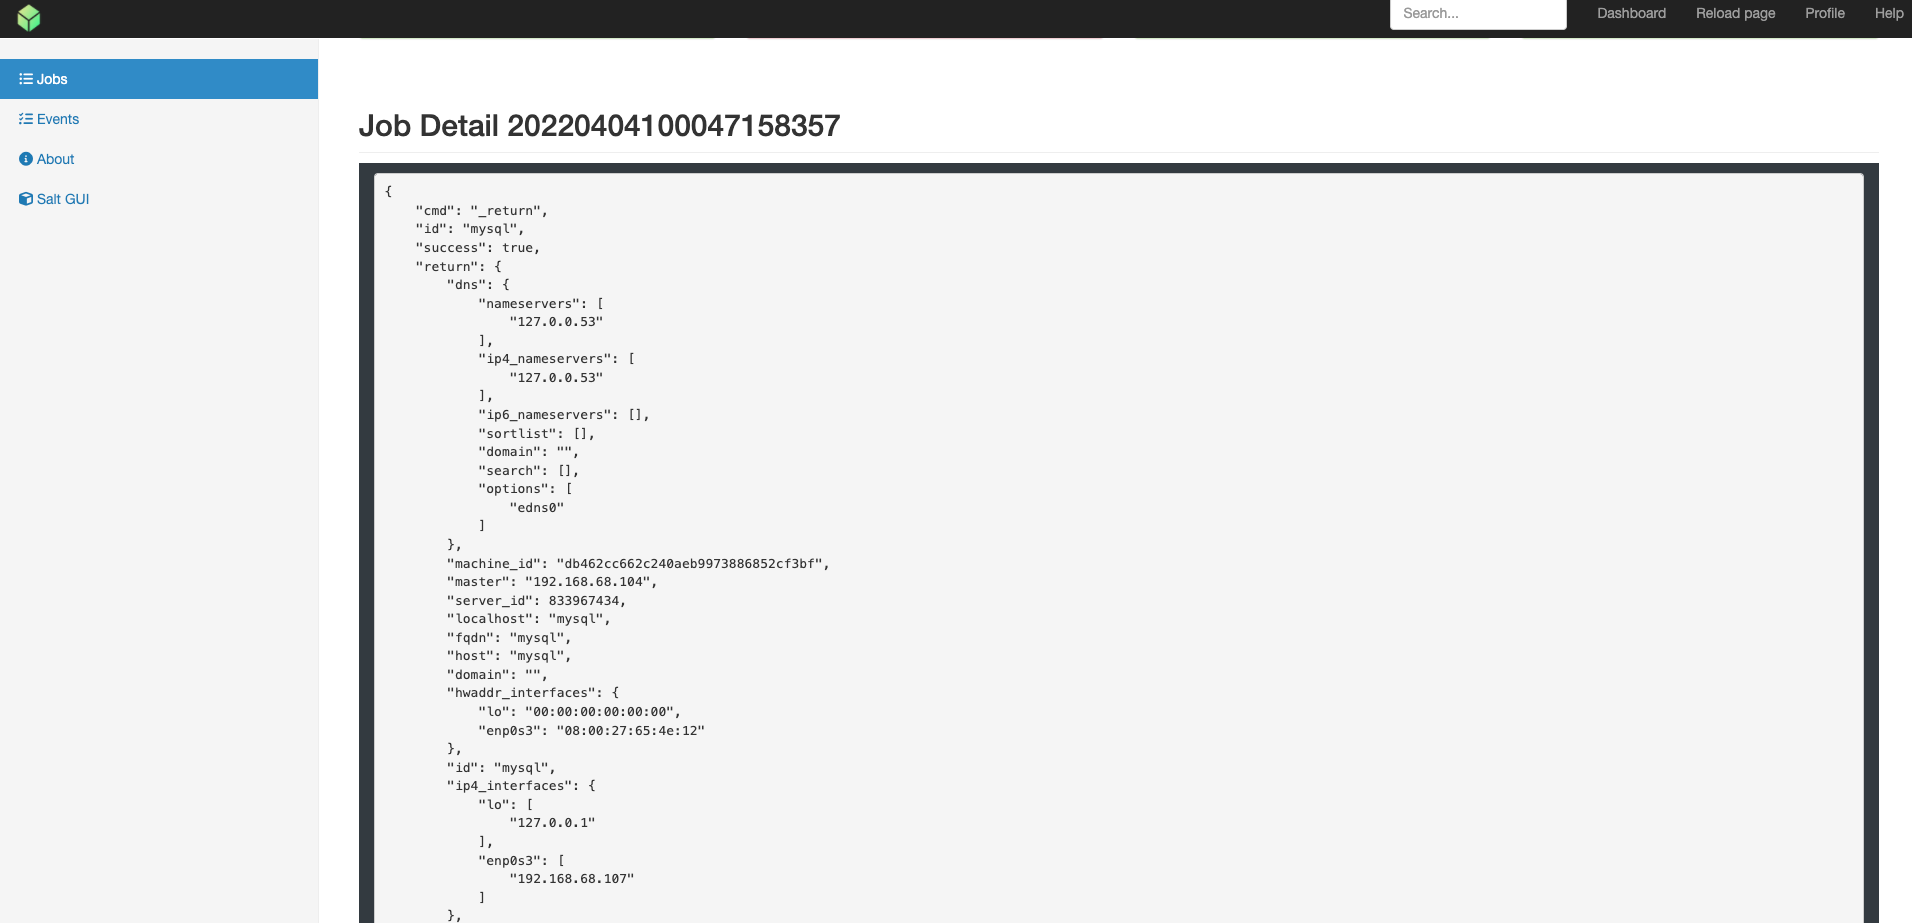 Search...
Dashboard
Reload page
Profile
Help
Jobs
Events
About
Salt GUI
Job Detail 20220404100047158357
{
    "cmd": "_return",
    "id": "mysql",
    "success": true,
    "return": {
        "dns": {
            "nameservers": [
                "127.0.0.53"
            ],
            "ip4_nameservers": [
                "127.0.0.53"
            ],
            "ip6_nameservers": [],
            "sortlist": [],
            "domain": "",
            "search": [],
            "options": [
                "edns0"
            ]
        },
        "machine_id": "db462cc662c240aeb9973886852cf3bf",
        "master": "192.168.68.104",
        "server_id": 833967434,
        "localhost": "mysql",
        "fqdn": "mysql",
        "host": "mysql",
        "domain": "",
        "hwaddr_interfaces": {
            "lo": "00:00:00:00:00:00",
            "enp0s3": "08:00:27:65:4e:12"
        },
        "id": "mysql",
        "ip4_interfaces": {
            "lo": [
                "127.0.0.1"
            ],
            "enp0s3": [
                "192.168.68.107"
            ]
        },